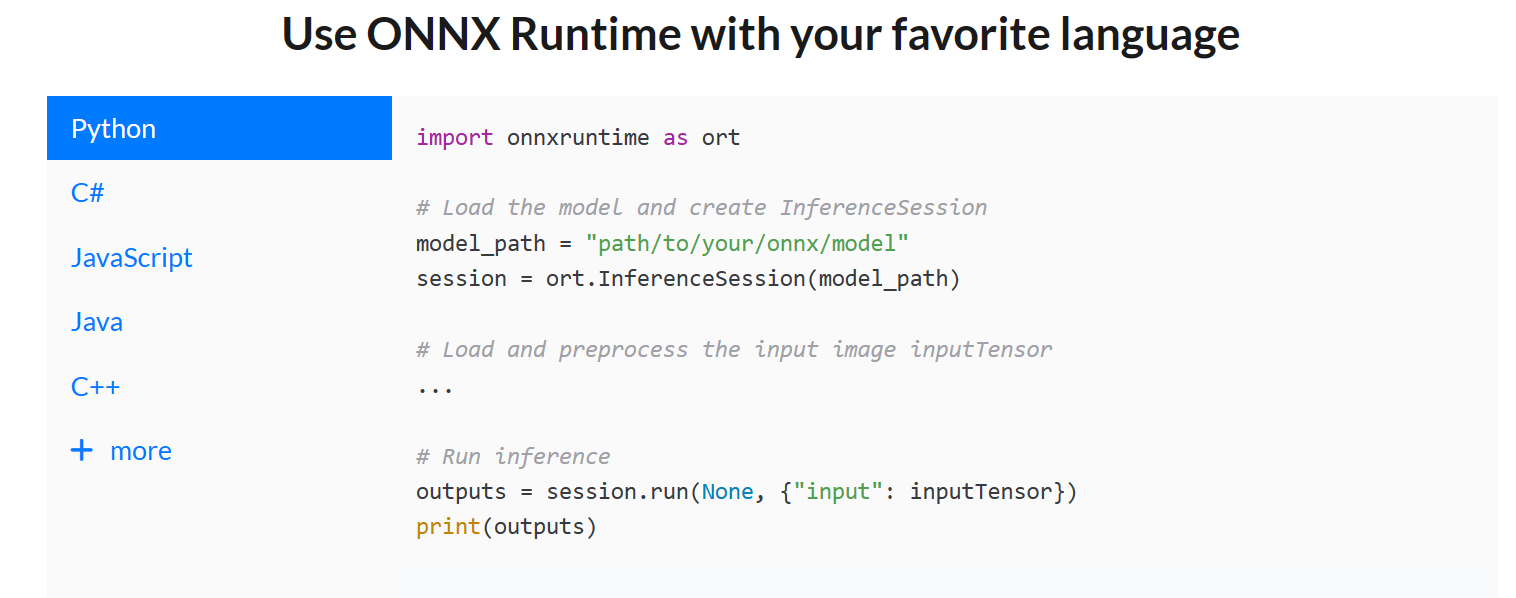 Use ONNX Runtime with your favorite language
Python
C#
JavaScript
Java
C++
+ more
import onnxruntime as ort
# Load the model and create InferenceSession
model_path = "path/to/your/onnx/model"
session = ort.InferenceSession(model_path)
# Load and preprocess the input image inputTensor
...
# Run inference
outputs = session.run(None, {"input": inputTensor})
print(outputs)